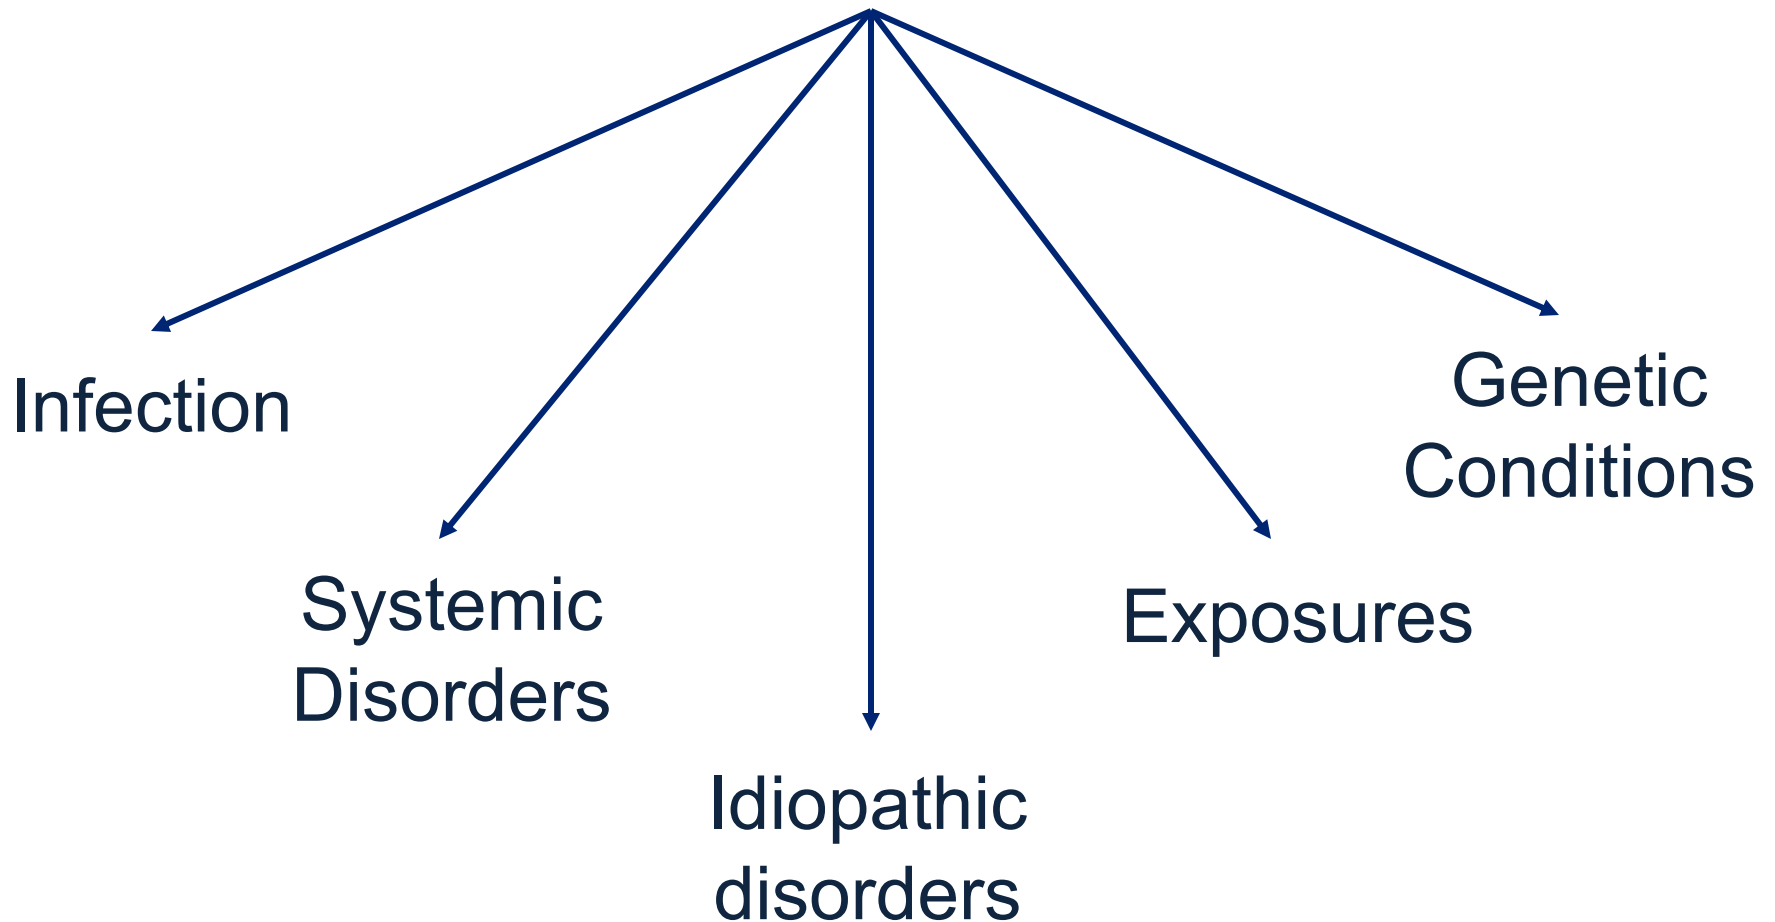 Infection
Systemic
Disorders
Idiopathic
disorders
Exposures
Genetic
Conditions